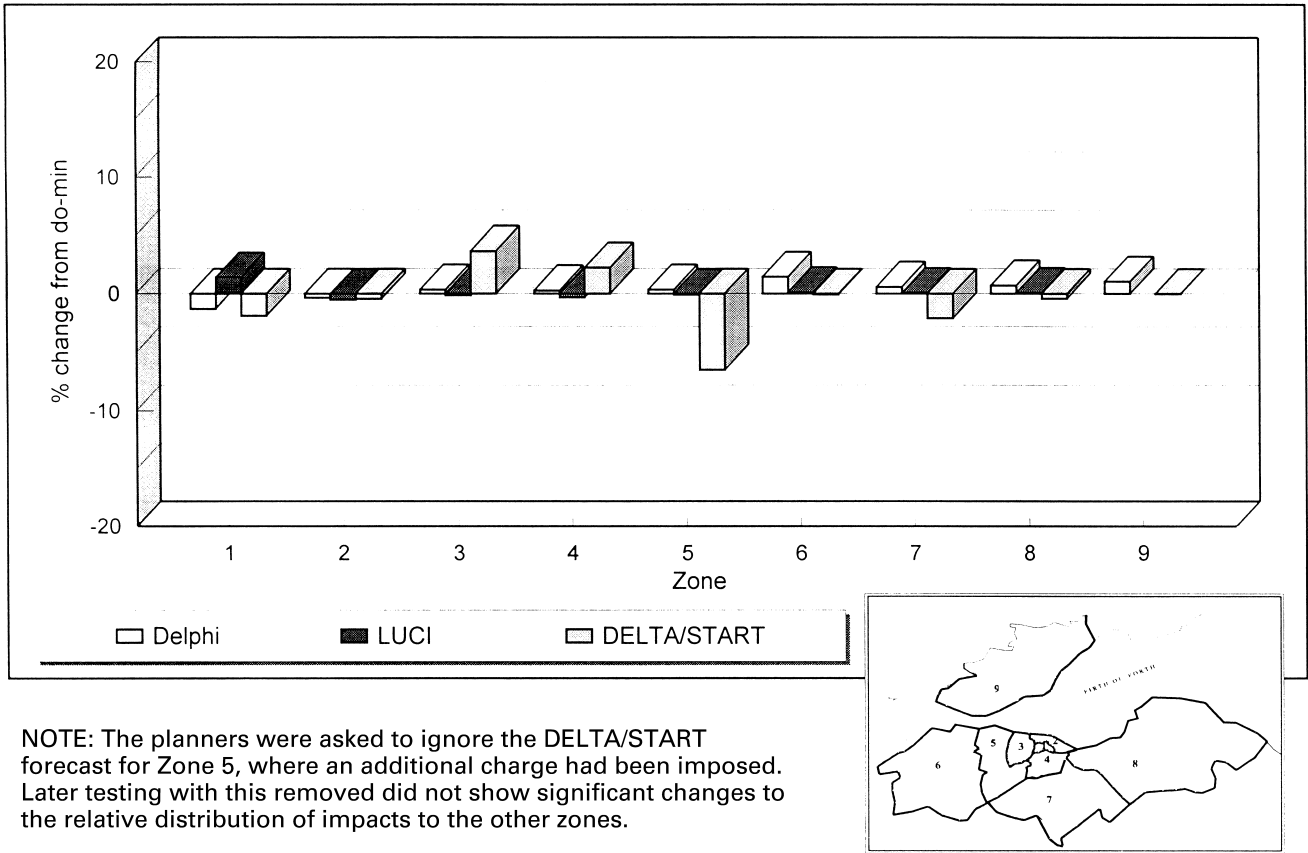 20
10
0
-10
-20
% change from do-min
1 2 3 4 5 6 7 8 9
Zone
Delphi LUCI DELTA/START
9
FIRTH OF FORTH
5 3 2
4
6
8
7
NOTE: The planners were asked to ignore the DELTA/START
forecast for Zone 5, where an additional charge had been imposed.
Later testing with this removed did not show significant changes to
the relative distribution of impacts to the other zones.